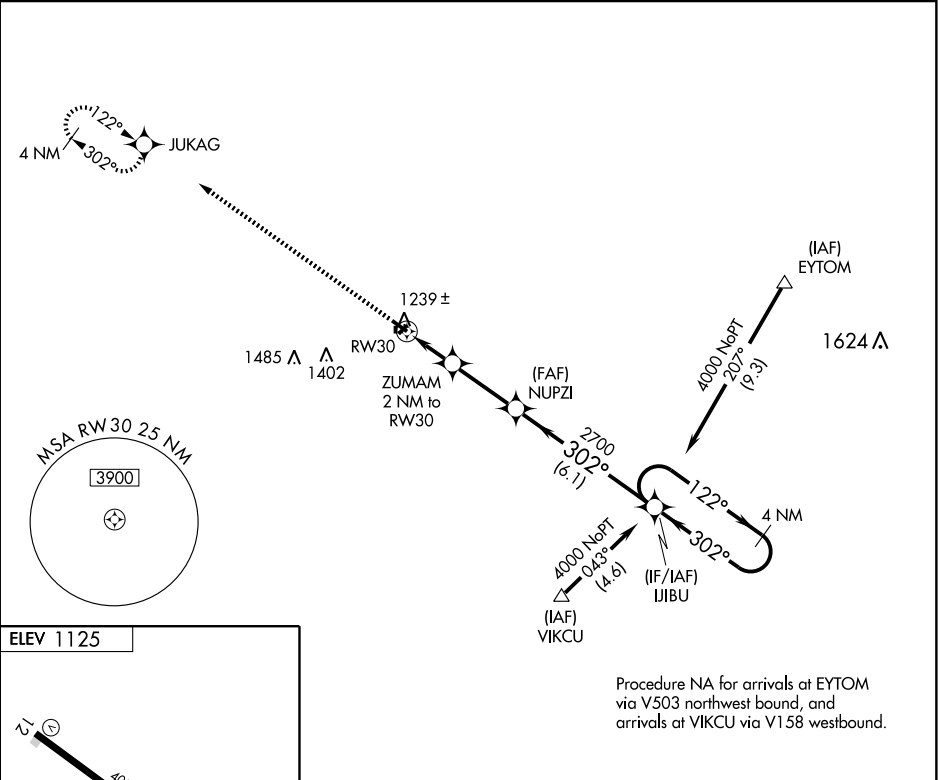 122°
4 NM
302°
JUKAG
(IAF)
EYTOM
1239 ±
RW30
1485
1402
1624
4000 NoPT
207°
(9.3)
ZUMAM
2 NM to
RW30
(FAF)
NUPZI
2700
302°
(6.1)
MSA RW30 25 NM
3900
122°
4 NM
302°
4000 NoPT
043°
(4.6)
(IF/IAF)
IJIBU
(IAF)
VIKCU
ELEV 1125
Procedure NA for arrivals at EYTOM
via V503 northwest bound, and
arrivals at VIKCU via V158 westbound.
12
V